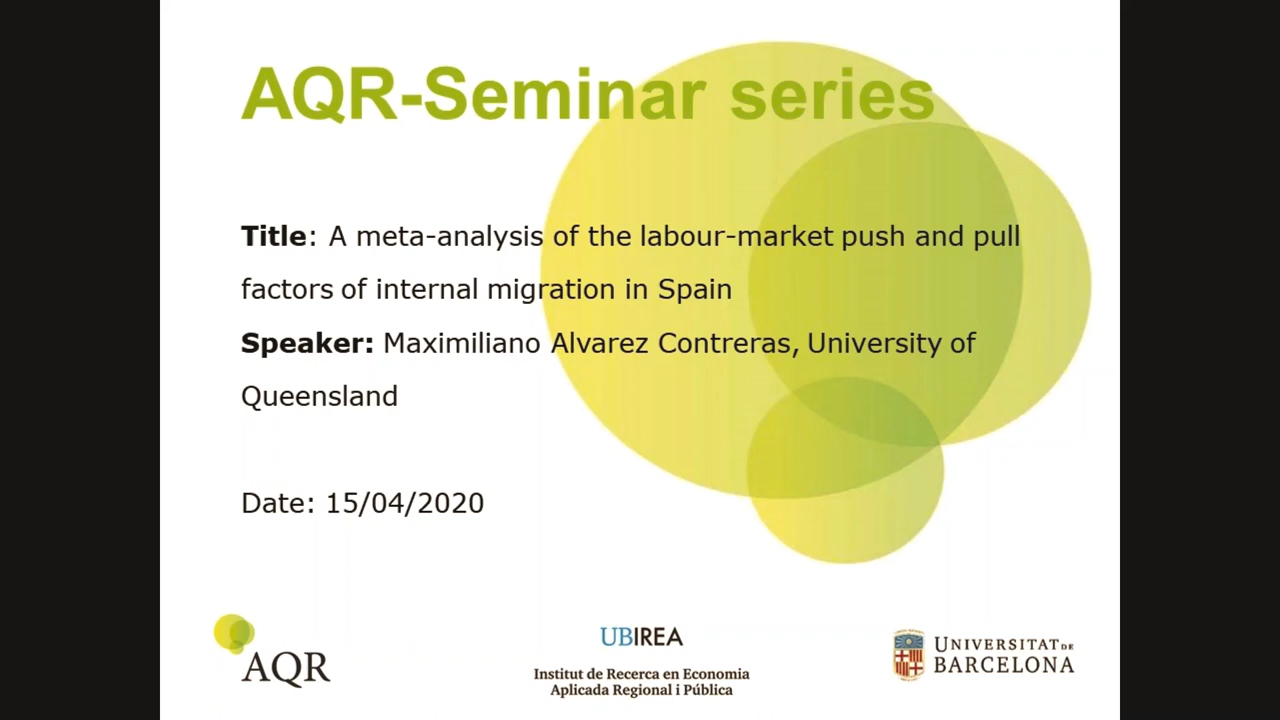 AQR-Seminar series
Title: A meta-analysis of the labour-market push and pull
factors of internal migration in Spain
Speaker: Maximiliano Alvarez Contreras, University of
Queensland
Date: 15/04/2020
AQR
UBIREA
Institut de Recerca en Economia
Aplicada Regional i Pública
UNIVERSITAT DE
BARCELONA